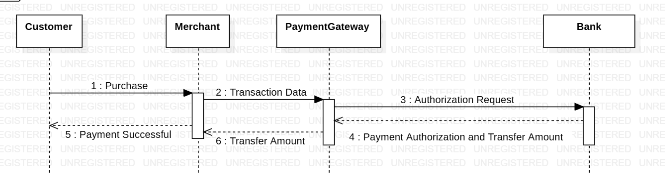 Customer
Merchant
PaymentGateway
Bank
1 : Purchase
2 : Transaction Data
3 : Authorization Request
4 : Payment Authorization and Transfer Amount
5 : Payment Successful
6 : Transfer Amount
UNREGISTERED